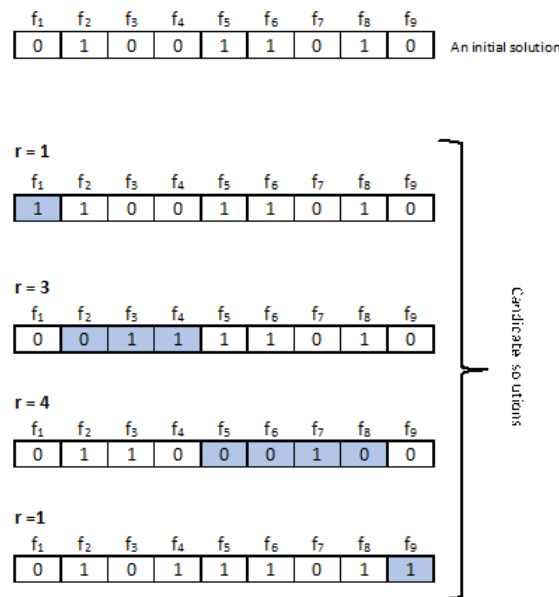 f₁ f₂ f₃ f₄ f₅ f₆ f₇ f₈ f₉
0 1 0 0 1 1 0 1 0 An initial solution
r = 1
f₁ f₂ f₃ f₄ f₅ f₆ f₇ f₈ f₉
1 1 0 0 1 1 0 1 0
r = 3
f₁ f₂ f₃ f₄ f₅ f₆ f₇ f₈ f₉
0 0 1 1 1 1 0 1 0
r = 4
f₁ f₂ f₃ f₄ f₅ f₆ f₇ f₈ f₉
0 1 1 0 0 0 1 0 0
r =1
f₁ f₂ f₃ f₄ f₅ f₆ f₇ f₈ f₉
0 1 0 1 1 1 0 1 1
Candidate solutions